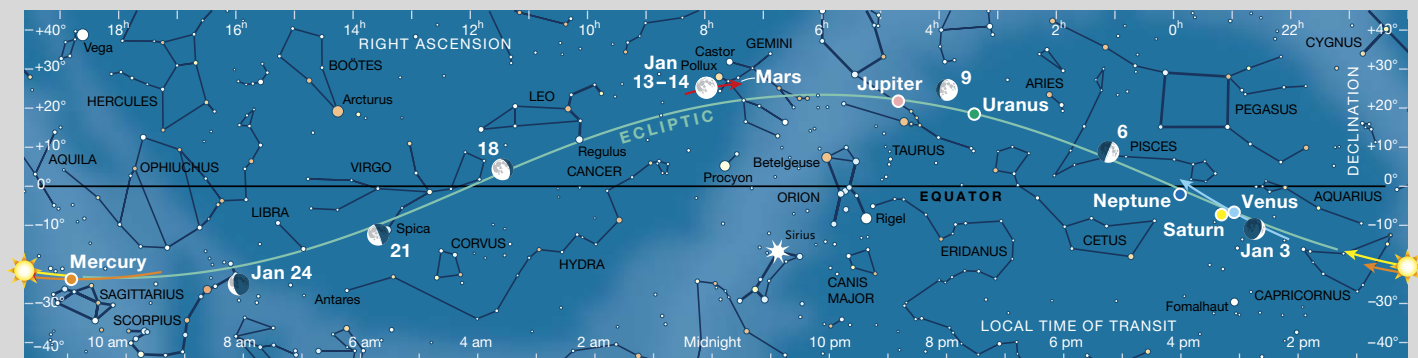 18h
16h
14h
12h
10h
8h
6h
4h
2h
0h
22h
+40°
+40°
RIGHT ASCENSION
Vega
BOÖTES
Castor
GEMINI
CYGNUS
Jan
13–14
Pollux
Mars
Jupiter
9
+30°
+30°
HERCULES
Arcturus
LEO
Uranus
ARIES
PEGASUS
DECLINATION
+20°
+20°
ECLIPTIC
6
PISCES
+10°
+10°
AQUILA
OPHIUCHUS
VIRGO
18
Regulus
CANCER
Procyon
Betelgeuse
TAURUS
0°
0°
ORION
EQUATOR
Neptune
Venus
AQUARIUS
LIBRA
Spica
Rigel
Saturn
–10°
–10°
21
CORVUS
Sirius
ERIDANUS
CETUS
Jan 3
Mercury
Jan 24
HYDRA
SAGITTARIUS
Antares
CANIS
MAJOR
CAPRICORNUS
–30°
–30°
SCORPIUS
Fomalhaut
LOCAL TIME OF TRANSIT
–40°
–40°
10 am
8 am
6 am
4 am
2 am
Midnight
10 pm
8 pm
6 pm
4 pm
2 pm